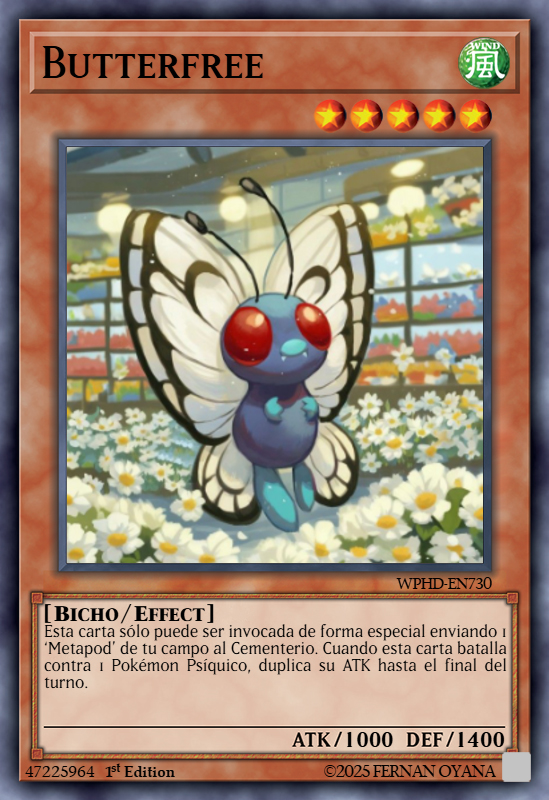 BUTTERFREE
WIND
風
WPHD-EN730
[BICHO/EFFECT]
Esta carta sólo puede ser invocada de forma especial enviando 1
‘Metapod’ de tu campo al Cementerio. Cuando esta carta batalla
contra 1 Pokémon Psíquico, duplica su ATK hasta el final del
turno.
ATK/1000 DEF/1400
47225964 1st Edition ©2025 FERNAN OYANA